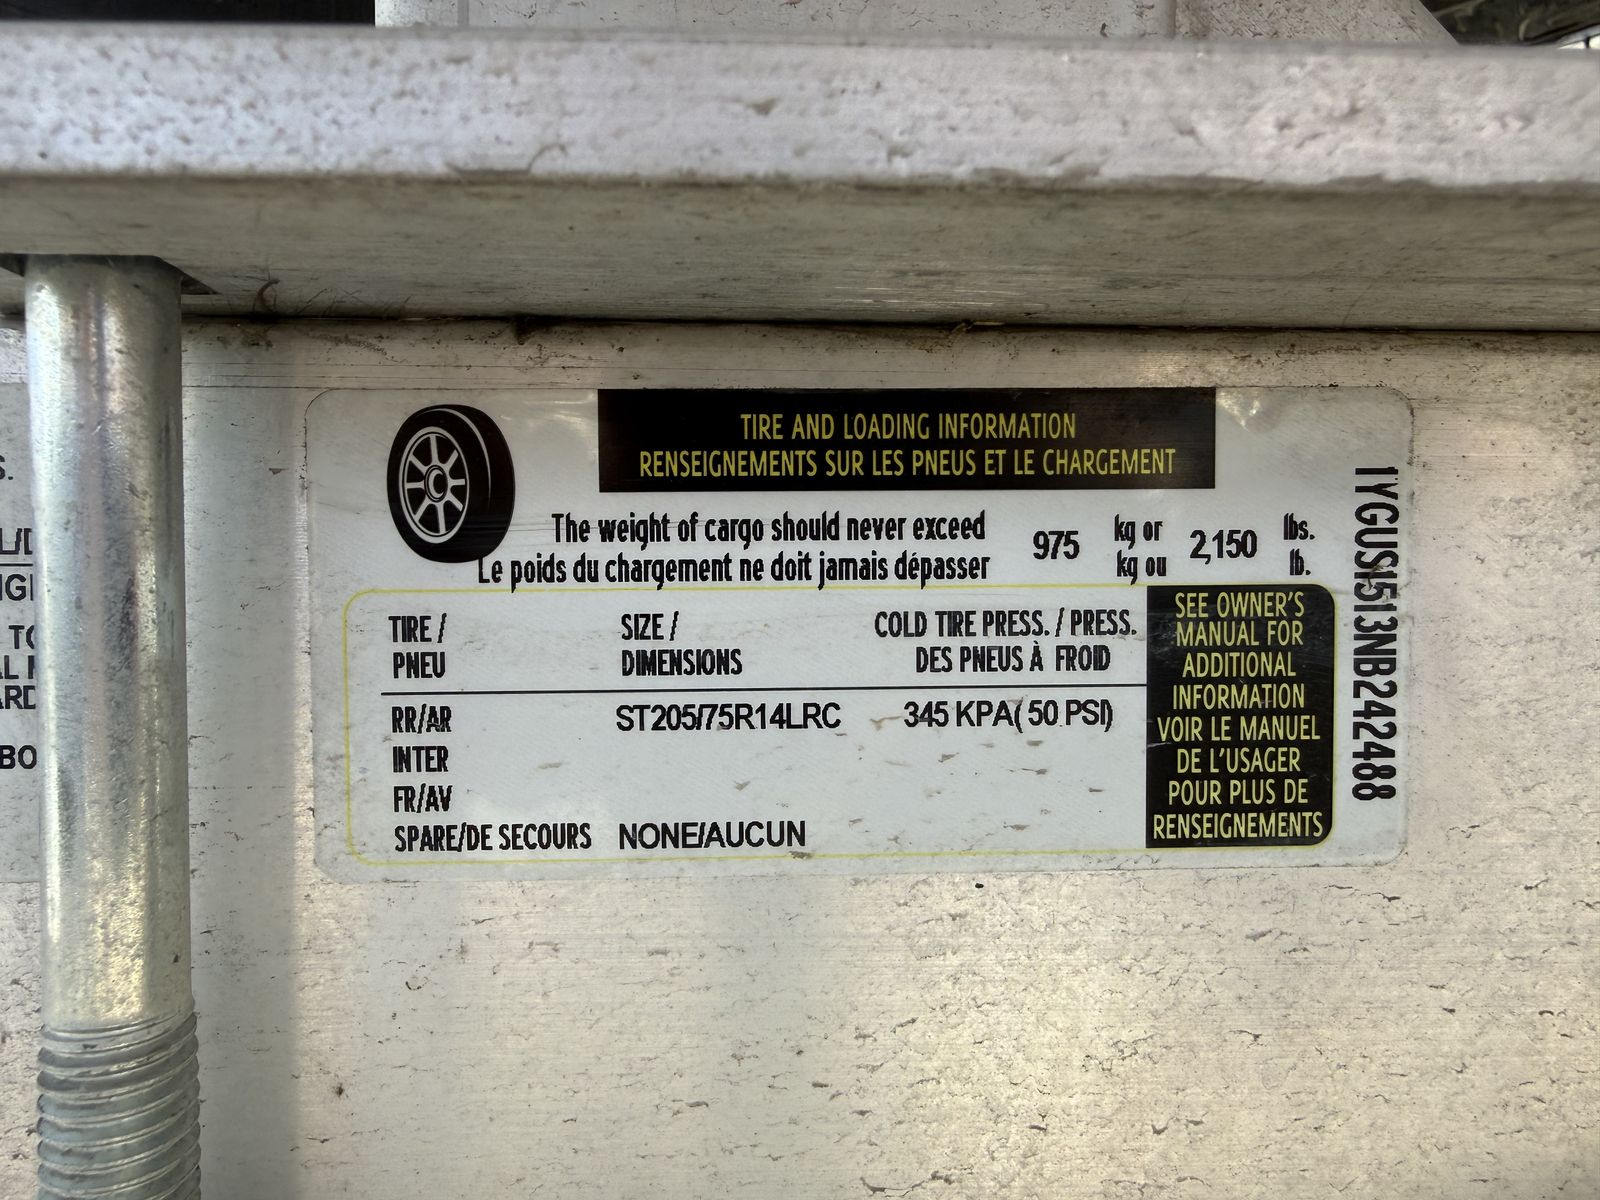 TIRE AND LOADING INFORMATION
RENSEIGNEMENTS SUR LES PNEUS ET LE CHARGEMENT
The weight of cargo should never exceed 975 kg or 2,150 lbs.
Le poids du chargement ne doit jamais dépasser kg ou lb.
TIRE / SIZE / COLD TIRE PRESS. / PRESS.
PNEU DIMENSIONS DES PNEUS À FROID
RR/AR ST205/75R14LRC 345 KPA( 50 PSI)
INTER
FR/AV
SPARE/DE SECOURS NONE/AUCUN
SEE OWNER'S
MANUAL FOR
ADDITIONAL
INFORMATION
VOIR LE MANUEL
DE L'USAGER
POUR PLUS DE
RENSEIGNEMENTS
1YGUS1513NB242488